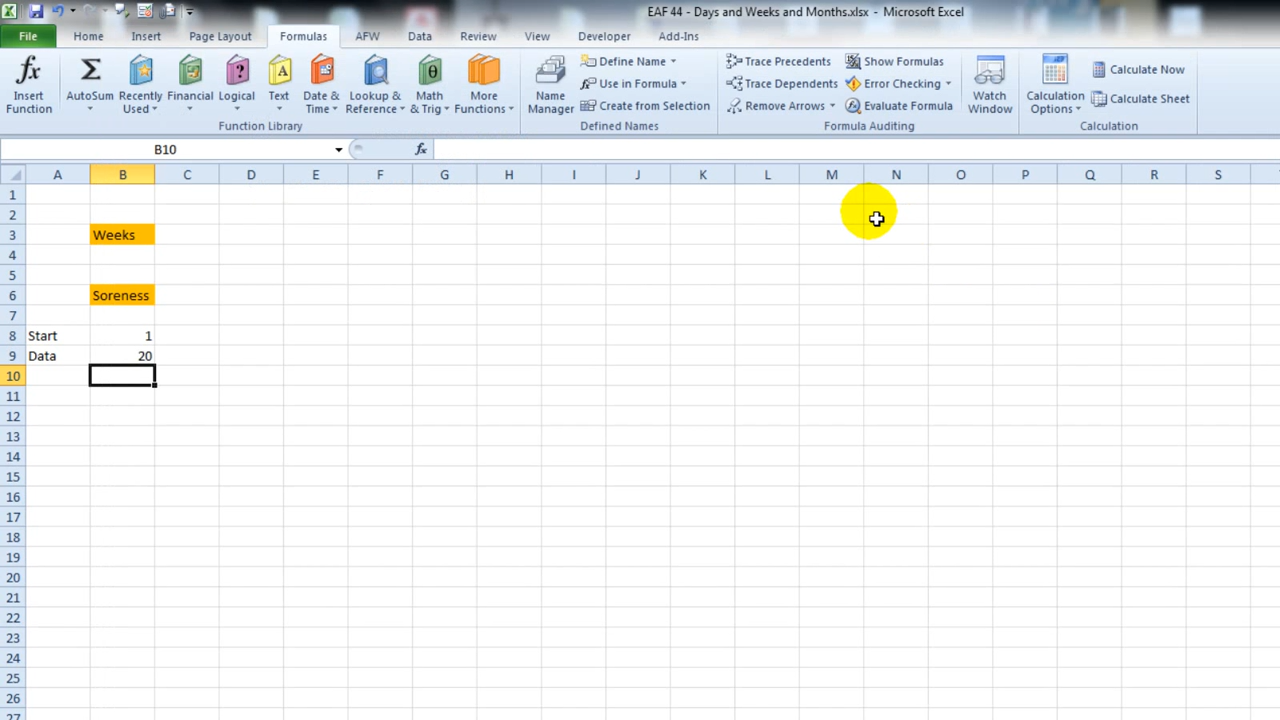 EAF 44 - Days and Weeks and Months.xlsx - Microsoft Excel
File Home Insert Page Layout Formulas AFW Data Review View Developer Add-Ins
fx Insert Function
Σ AutoSum
Recently Used
Financial
Logical
Text
Date & Time
Lookup & Reference
Math & Trig
More Functions
Function Library
Name Manager
Define Name
Use in Formula
Create from Selection
Defined Names
Trace Precedents
Trace Dependents
Remove Arrows
Show Formulas
Error Checking
Evaluate Formula
Formula Auditing
Watch Window
Calculation Options
Calculate Now
Calculate Sheet
Calculation
B10 fx
A B C D E F G H I J K L M N O P Q R S
1
2
3 Weeks
4
5
6 Soreness
7
8 Start 1
9 Data 20
10
11
12
13
14
15
16
17
18
19
20
21
22
23
24
25
26
27